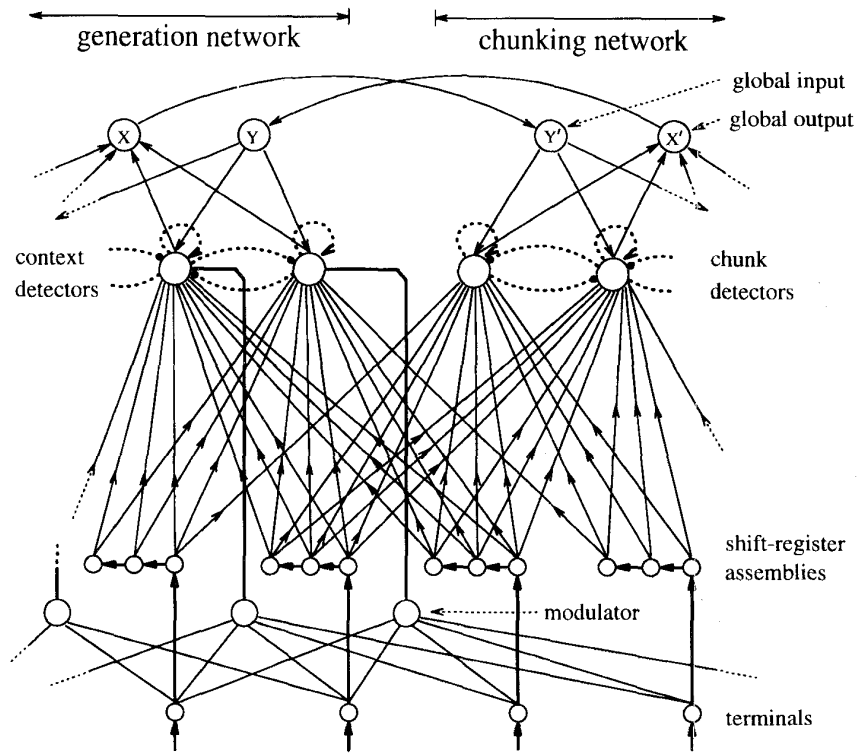 generation network
chunking network
global input
global output
X
Y
Y'
X'
context
detectors
chunk
detectors
shift-register
assemblies
modulator
terminals